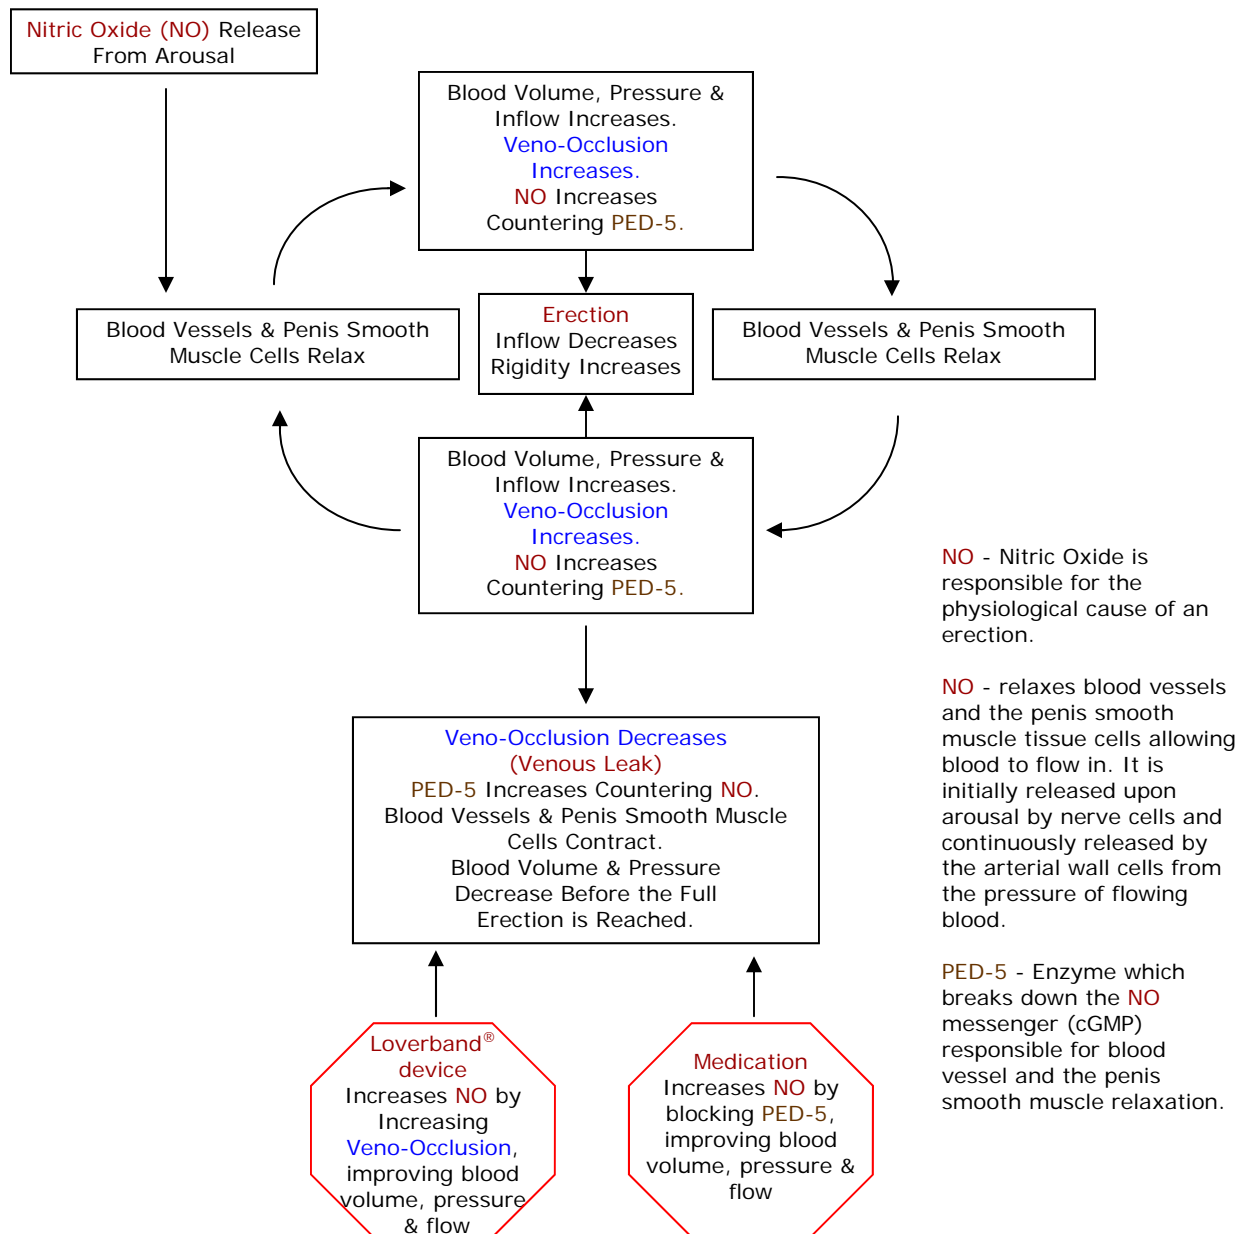 Nitric Oxide (NO) Release
From Arousal
Blood Volume, Pressure &
Inflow Increases.
Veno-Occlusion
Increases.
NO Increases
Countering PED-5.
Blood Vessels & Penis Smooth
Muscle Cells Relax
Erection
Inflow Decreases
Rigidity Increases
Blood Vessels & Penis Smooth
Muscle Cells Relax
Blood Volume, Pressure &
Inflow Increases.
Veno-Occlusion
Increases.
NO Increases
Countering PED-5.
Veno-Occlusion Decreases
(Venous Leak)
PED-5 Increases Countering NO.
Blood Vessels & Penis Smooth Muscle
Cells Contract.
Blood Volume & Pressure
Decrease Before the Full
Erection is Reached.
Loverband®
device
Increases NO by
Increasing
Veno-Occlusion,
improving blood
volume, pressure
& flow
Medication
Increases NO by
blocking PED-5,
improving blood
volume, pressure &
flow
NO - Nitric Oxide is
responsible for the
physiological cause of an
erection.
NO - relaxes blood vessels
and the penis smooth
muscle tissue cells allowing
blood to flow in. It is
initially released upon
arousal by nerve cells and
continuously released by
the arterial wall cells from
the pressure of flowing
blood.
PED-5 - Enzyme which
breaks down the NO
messenger (cGMP)
responsible for blood
vessel and the penis
smooth muscle relaxation.